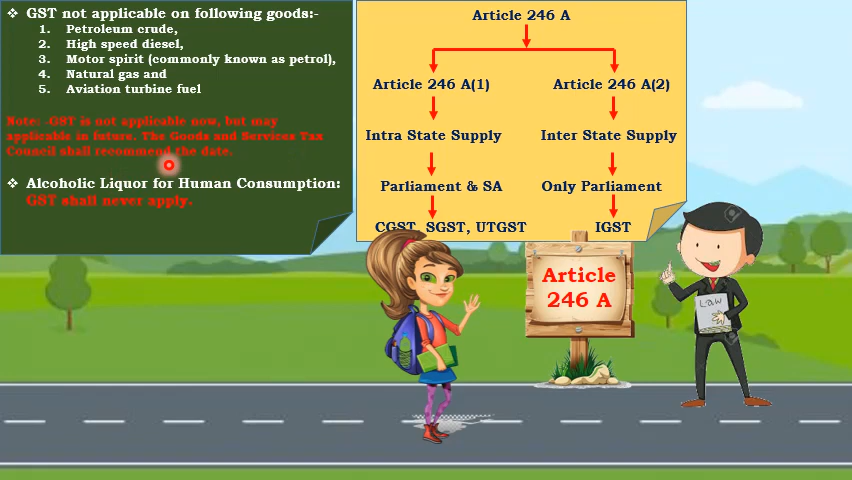 ❖ GST not applicable on following goods:-
1. Petroleum crude,
2. High speed diesel,
3. Motor spirit (commonly known as petrol),
4. Natural gas and
5. Aviation turbine fuel
Note: -GST is not applicable now, but may
applicable in future. The Goods and Services Tax
Council shall recommend the date.
❖ Alcoholic Liquor for Human Consumption:
GST shall never apply.
Article 246 A
Article 246 A(1)
Article 246 A(2)
Intra State Supply
Inter State Supply
Parliament & SA
Only Parliament
CGST, SGST, UTGST
IGST
Article
246 A
LAW